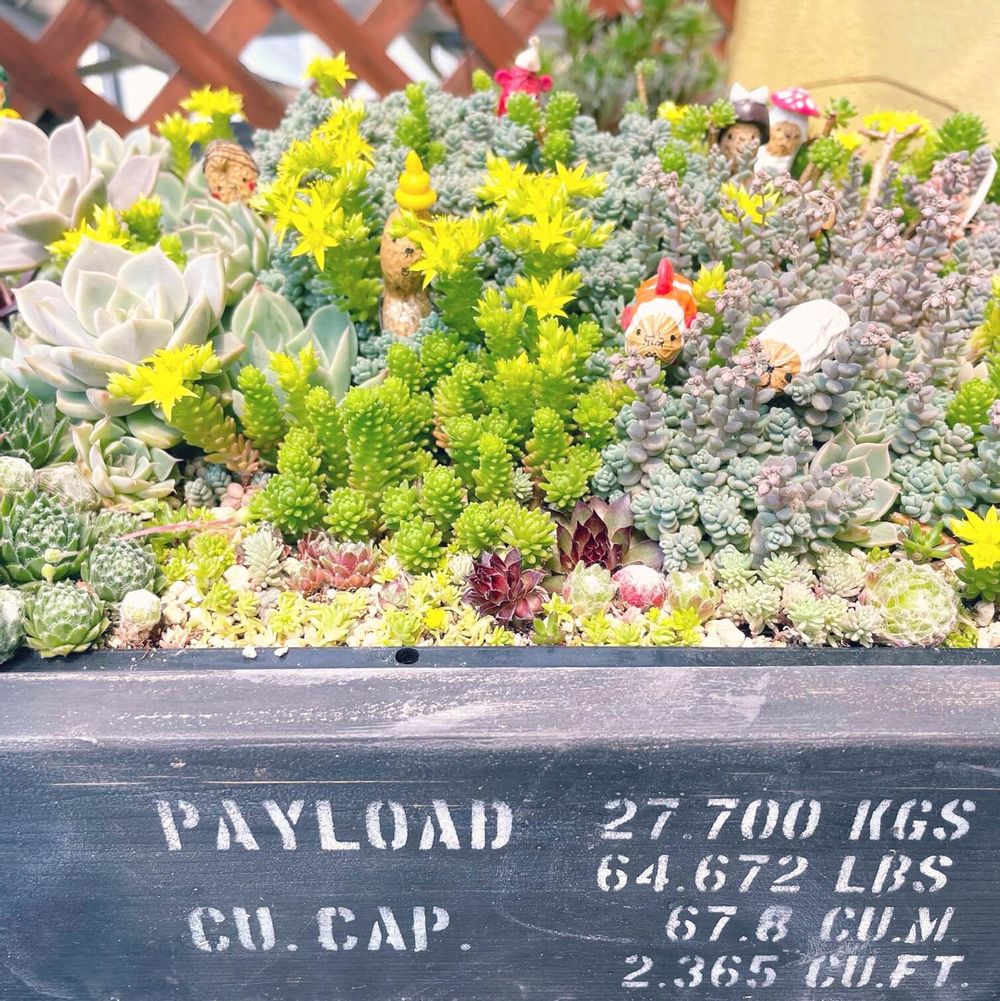 PAYLOAD 27.700 KGS
64.672 LBS
CU. CAP. 67.8 CU.M.
2.365 CU.FT.